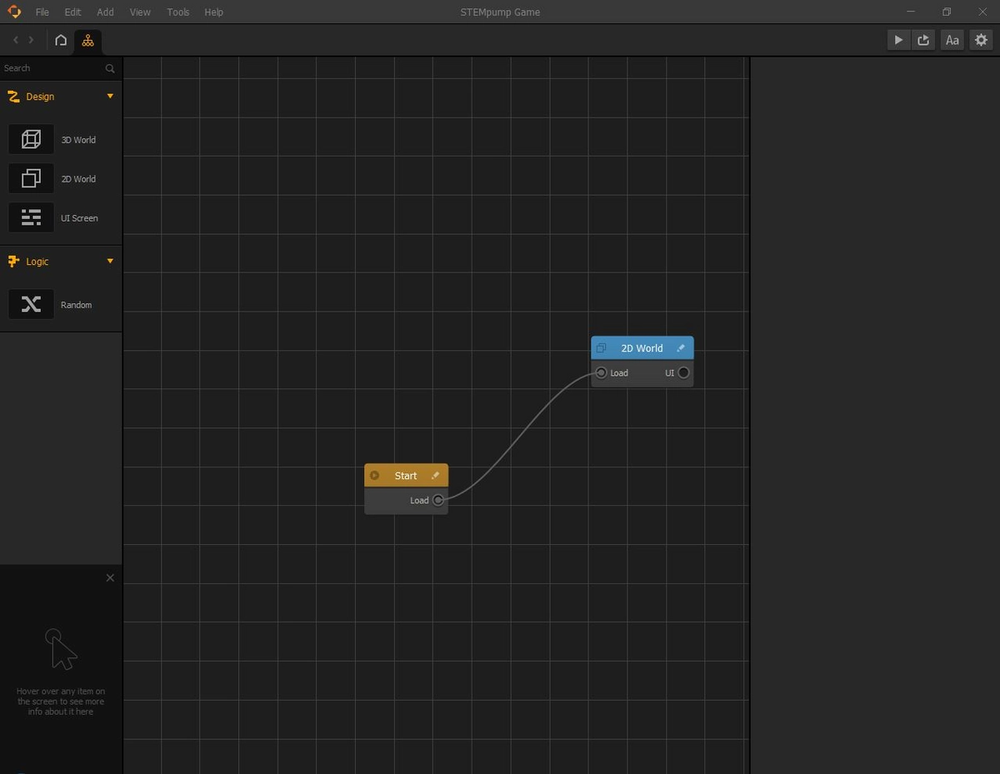 File Edit Add View Tools Help STEMpump Game
Aa
Search
Design
3D World
2D World
UI Screen
Logic
Random
2D World
Load UI
Start
Load
Hover over any item on
the screen to see more
info about it here